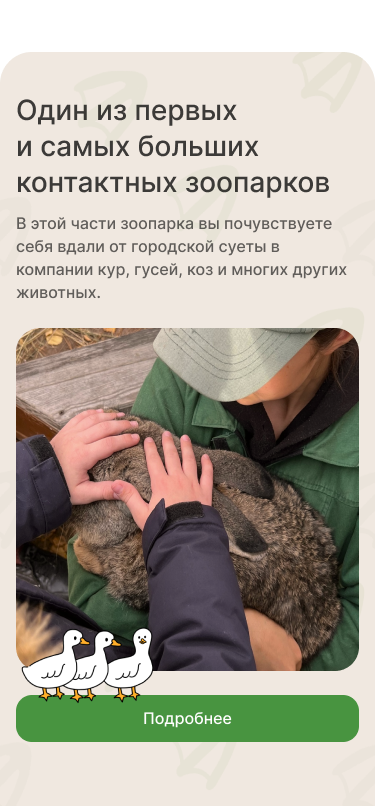 Один из первых
и самых больших
контактных зоопарков
В этой части зоопарка вы почувствуете
себя вдали от городской суеты в
компании кур, гусей, коз и многих других
животных.
Подробнее